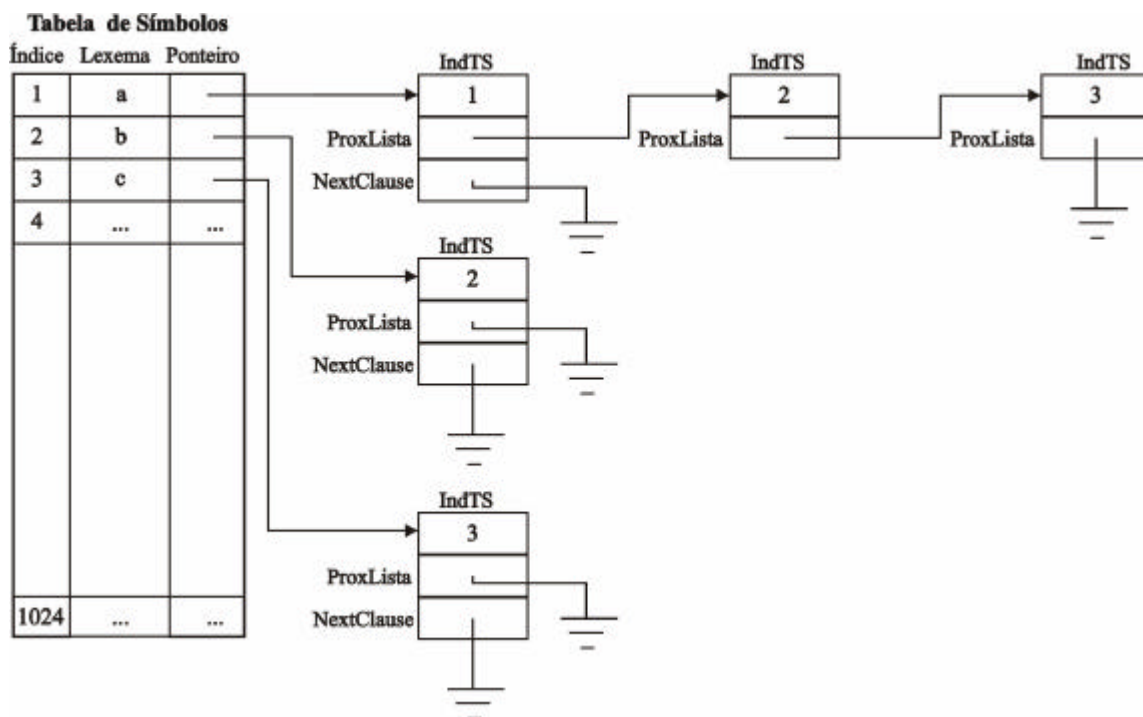 Tabela de Símbolos
Índice Lexema Ponteiro
1 a
2 b
3 c
4 ... ...
1024 ... ...
IndTS
1
ProxLista
NextClause
IndTS
2
ProxLista
IndTS
3
ProxLista
IndTS
2
ProxLista
NextClause
IndTS
3
ProxLista
NextClause